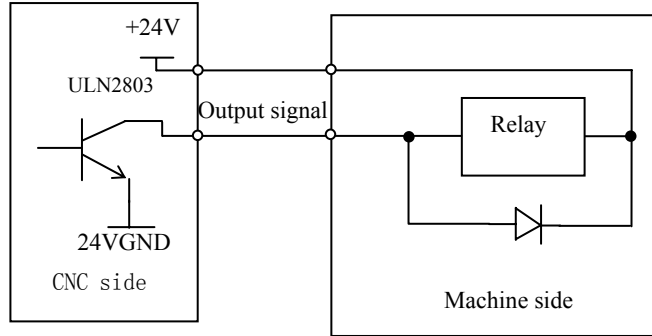 +24V
ULN2803
Output signal
Relay
24VGND
CNC side
Machine side